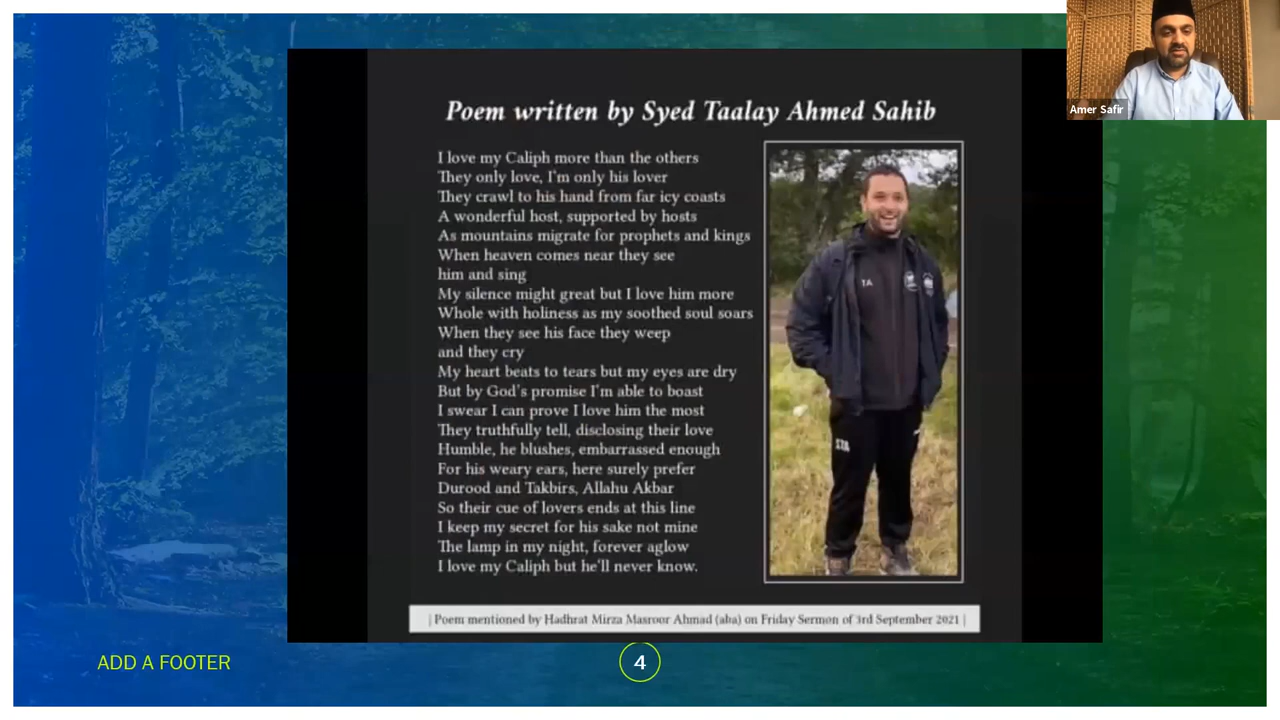 Amer Safir
Poem written by Syed Taalay Ahmed Sahib
I love my Caliph more than the others
They only love, I'm only his lover
They crawl to his hand from far icy coasts
A wonderful host, supported by hosts
As mountains migrate for prophets and kings
When heaven comes near they see
him and sing
My silence might great but I love him more
Whole with holiness as my soothed soul soars
When they see his face they weep
and they cry
My heart beats to tears but my eyes are dry
But by God's promise I'm able to boast
I swear I can prove I love him the most
They truthfully tell, disclosing their love
Humble, he blushes, embarrassed enough
For his weary ears, here surely prefer
Durood and Takbirs, Allahu Akbar
So their cue of lovers ends at this line
I keep my secret for his sake not mine
The lamp in my night, forever aglow
I love my Caliph but he'll never know.
TA
STA
| Poem mentioned by Hadhrat Mirza Masroor Ahmad (aba) on Friday Sermon of 3rd September 2021 |
ADD A FOOTER
4